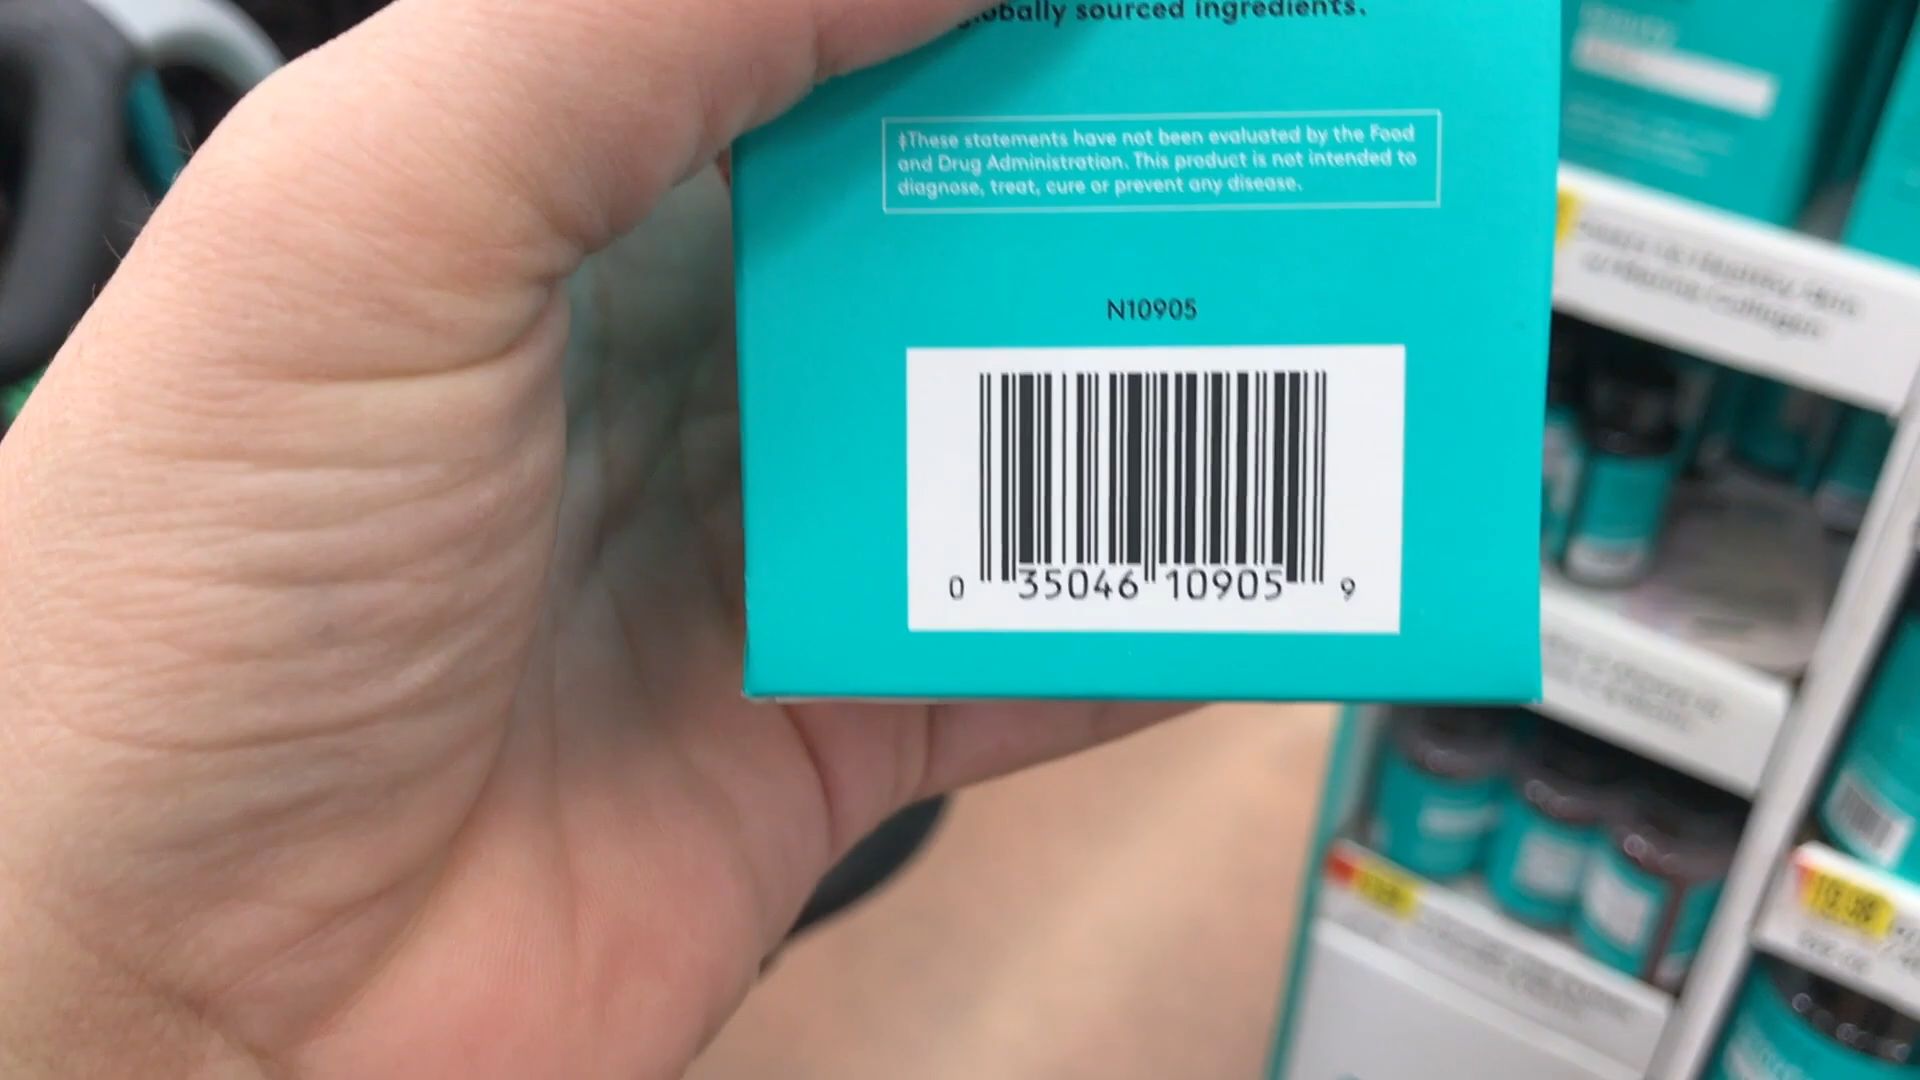 globally sourced ingredients.
‡These statements have not been evaluated by the Food
and Drug Administration. This product is not intended to
diagnose, treat, cure or prevent any disease.
N10905
0 35046 10905 9